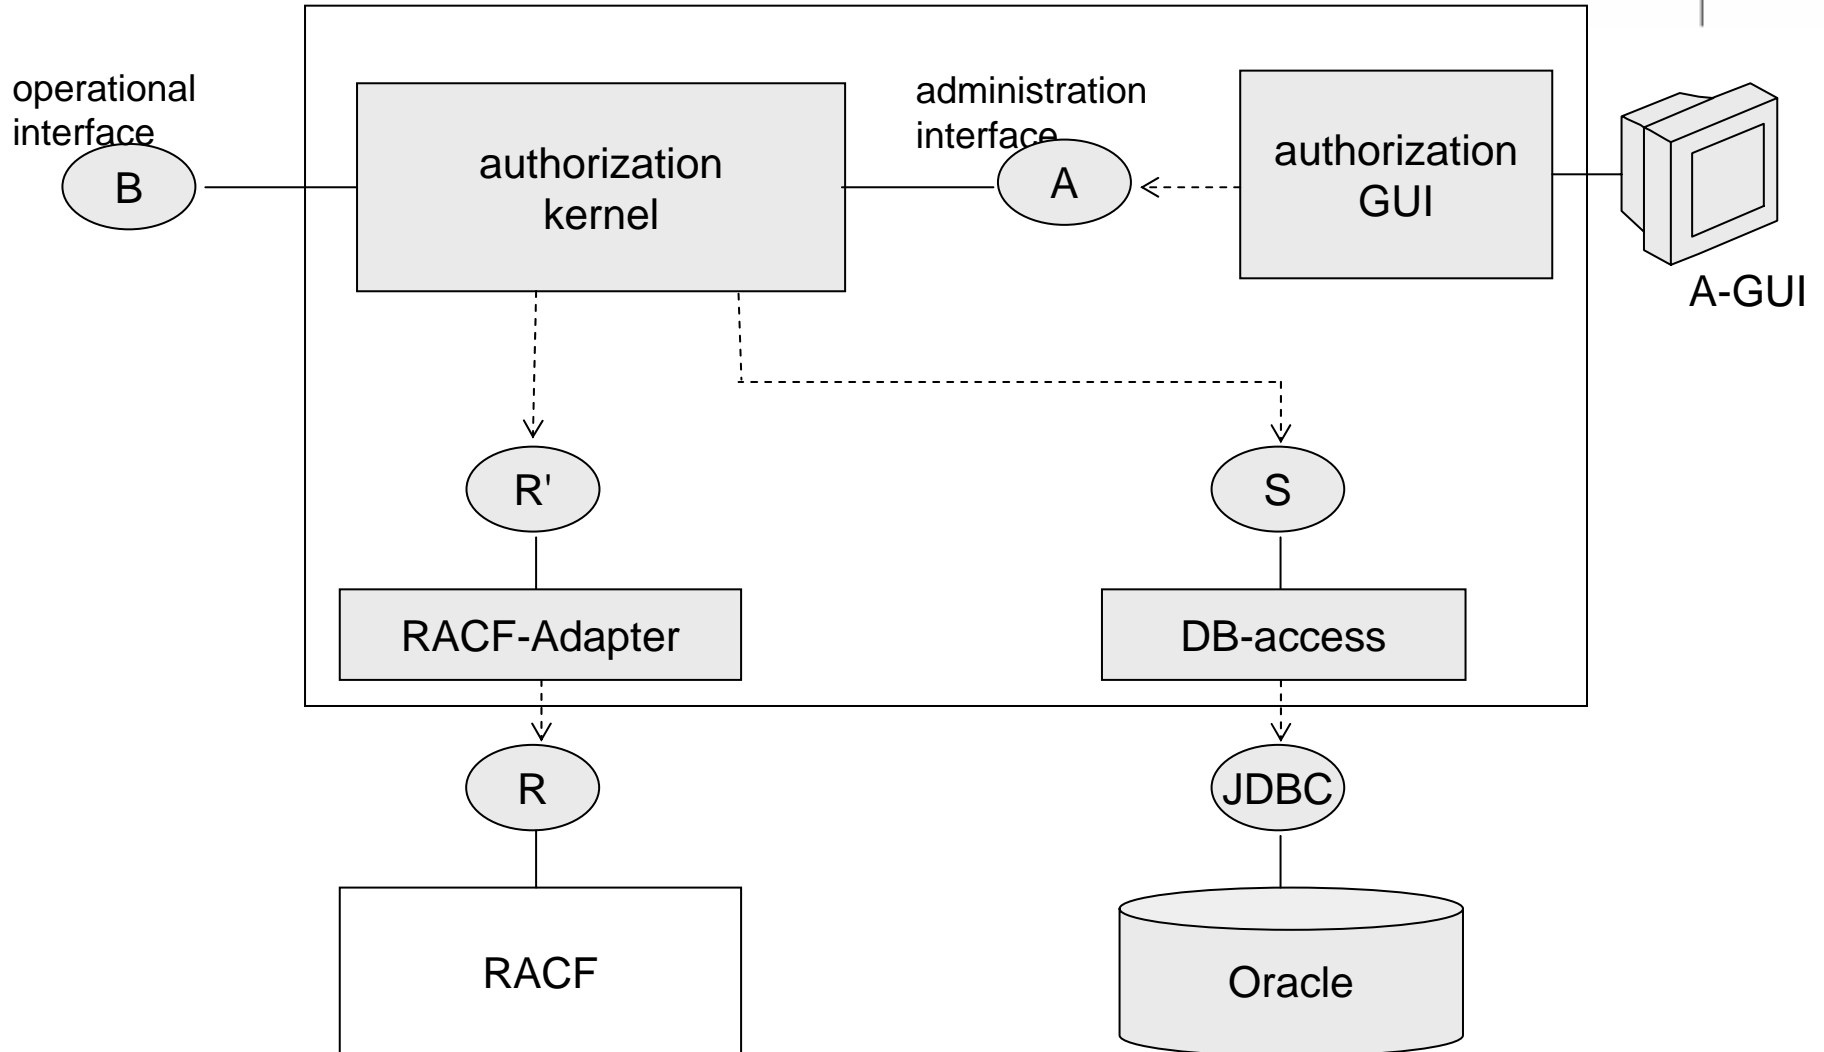 operational
interface
B
authorization
kernel
administration
interface
A
authorization
GUI
A-GUI
R'
S
RACF-Adapter
DB-access
R
JDBC
RACF
Oracle